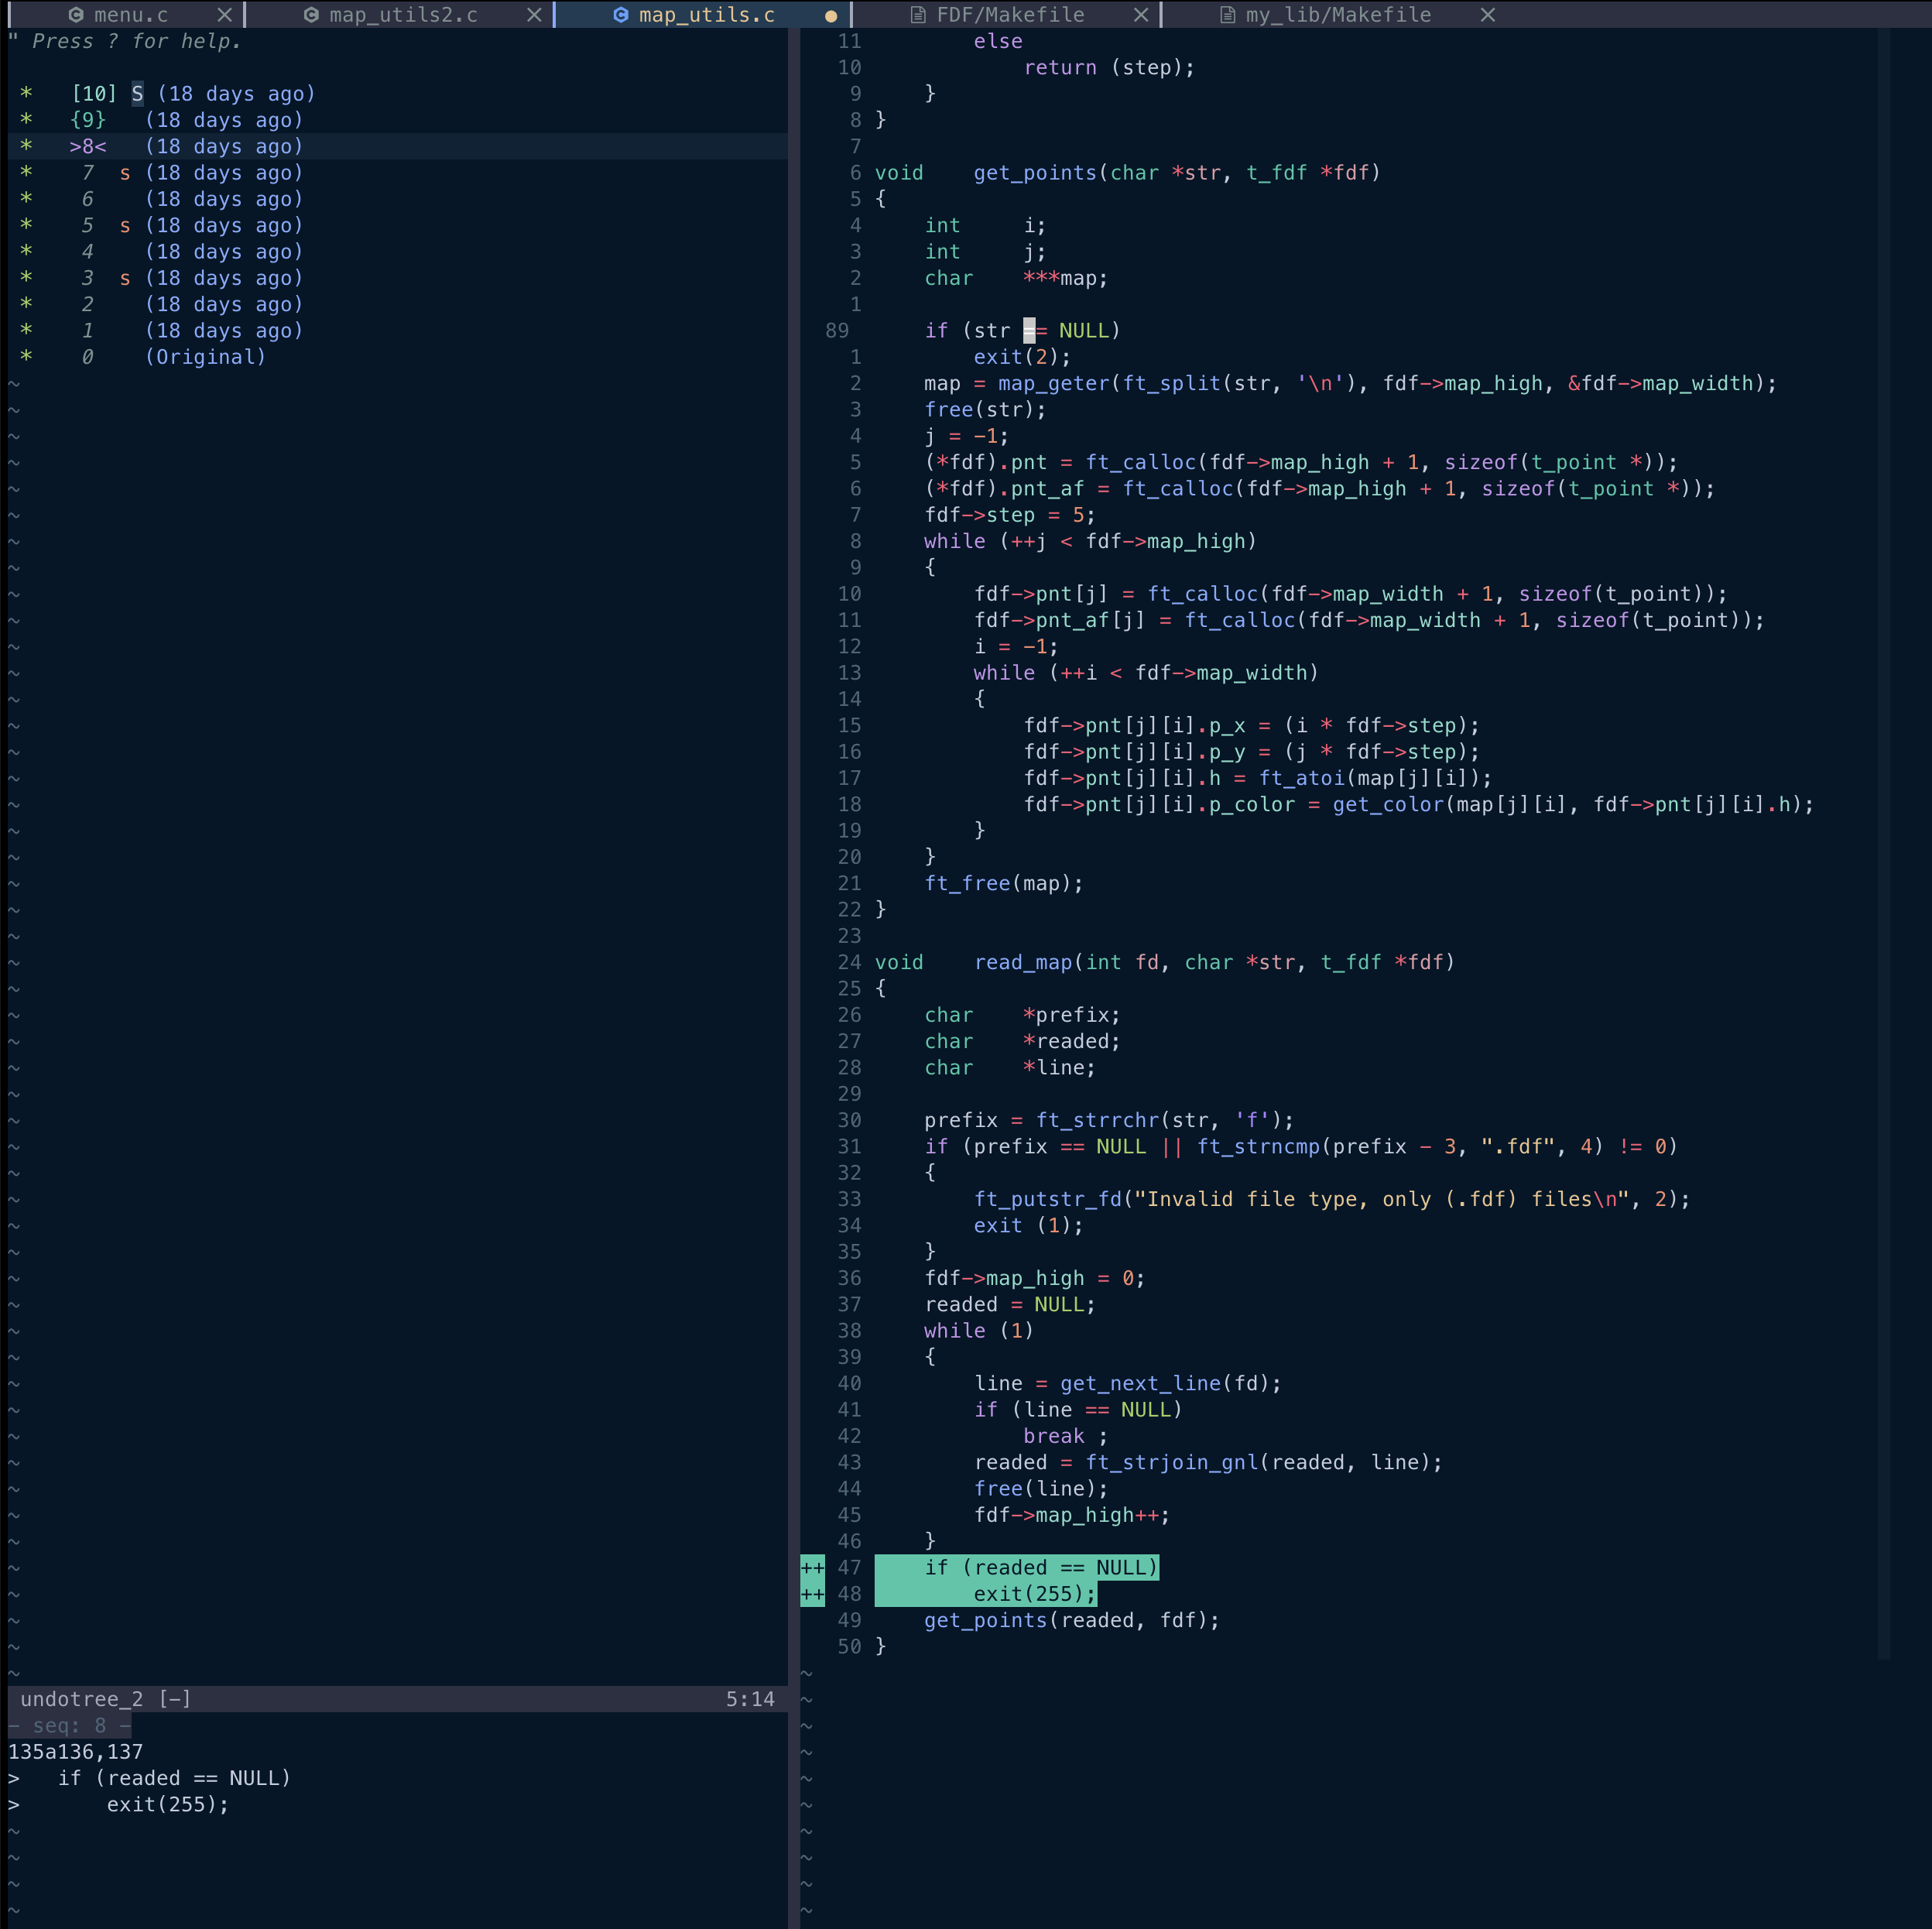 menu.c
map_utils2.c
map_utils.c
FDF/Makefile
my_lib/Makefile
" Press ? for help.
*   [10] S (18 days ago)
*   {9}   (18 days ago)
*   >8<   (18 days ago)
*    7  s (18 days ago)
*    6    (18 days ago)
*    5  s (18 days ago)
*    4    (18 days ago)
*    3  s (18 days ago)
*    2    (18 days ago)
*    1    (18 days ago)
*    0    (Original)
undotree_2 [-] 5:14
- seq: 8 -
135a136,137
>   if (readed == NULL)
>       exit(255);
11         else
10             return (step);
9     }
8 }
7
6 void    get_points(char *str, t_fdf *fdf)
5 {
4     int     i;
3     int     j;
2     char    ***map;
1
89     if (str == NULL)
1         exit(2);
2     map = map_geter(ft_split(str, '\n'), fdf->map_high, &fdf->map_width);
3     free(str);
4     j = -1;
5     (*fdf).pnt = ft_calloc(fdf->map_high + 1, sizeof(t_point *));
6     (*fdf).pnt_af = ft_calloc(fdf->map_high + 1, sizeof(t_point *));
7     fdf->step = 5;
8     while (++j < fdf->map_high)
9     {
10         fdf->pnt[j] = ft_calloc(fdf->map_width + 1, sizeof(t_point));
11         fdf->pnt_af[j] = ft_calloc(fdf->map_width + 1, sizeof(t_point));
12         i = -1;
13         while (++i < fdf->map_width)
14         {
15             fdf->pnt[j][i].p_x = (i * fdf->step);
16             fdf->pnt[j][i].p_y = (j * fdf->step);
17             fdf->pnt[j][i].h = ft_atoi(map[j][i]);
18             fdf->pnt[j][i].p_color = get_color(map[j][i], fdf->pnt[j][i].h);
19         }
20     }
21     ft_free(map);
22 }
23
24 void    read_map(int fd, char *str, t_fdf *fdf)
25 {
26     char    *prefix;
27     char    *readed;
28     char    *line;
29
30     prefix = ft_strrchr(str, 'f');
31     if (prefix == NULL || ft_strncmp(prefix - 3, ".fdf", 4) != 0)
32     {
33         ft_putstr_fd("Invalid file type, only (.fdf) files\n", 2);
34         exit (1);
35     }
36     fdf->map_high = 0;
37     readed = NULL;
38     while (1)
39     {
40         line = get_next_line(fd);
41         if (line == NULL)
42             break ;
43         readed = ft_strjoin_gnl(readed, line);
44         free(line);
45         fdf->map_high++;
46     }
++ 47     if (readed == NULL)
++ 48         exit(255);
49     get_points(readed, fdf);
50 }